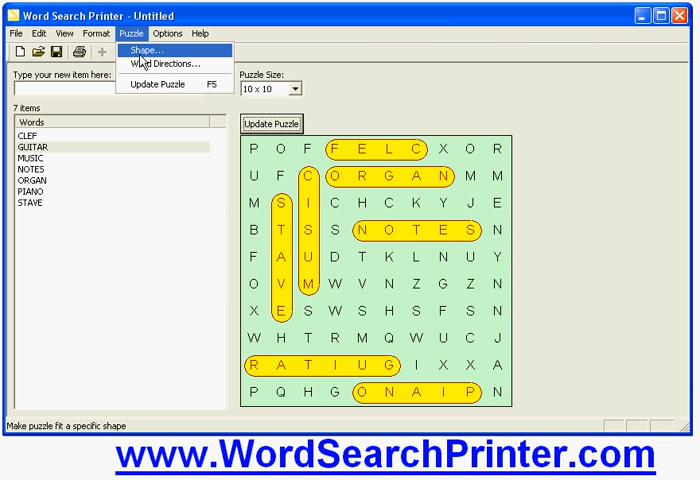 Word Search Printer - Untitled
File Edit View Format Puzzle Options Help
Shape...
Word Directions...
Update Puzzle F5
Type your new item here:
Puzzle Size:
10 x 10
7 items
Update Puzzle
Words
CLEF
GUITAR
MUSIC
NOTES
ORGAN
PIANO
STAVE
P O F F E L C X O R
U F C O R G A N M M
M S I C H C K Y J E
B T S S N O T E S N
F A U D T K L N U Y
O V M W V N Z G Z N
X E S W S H S F S N
W H T R M Q W U C J
R A T I U G I X X A
P Q H G O N A I P N
Make puzzle fit a specific shape
www.WordSearchPrinter.com